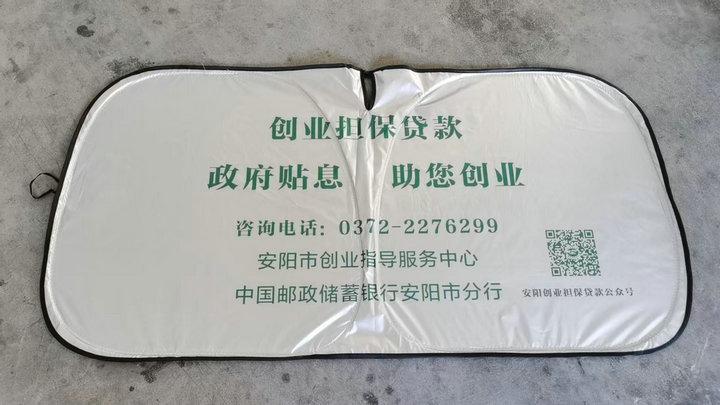 创业担保贷款
政府贴息 助您创业
咨询电话：0372-2276299
安阳市创业指导服务中心
中国邮政储蓄银行安阳市分行
安阳创业担保贷款公众号